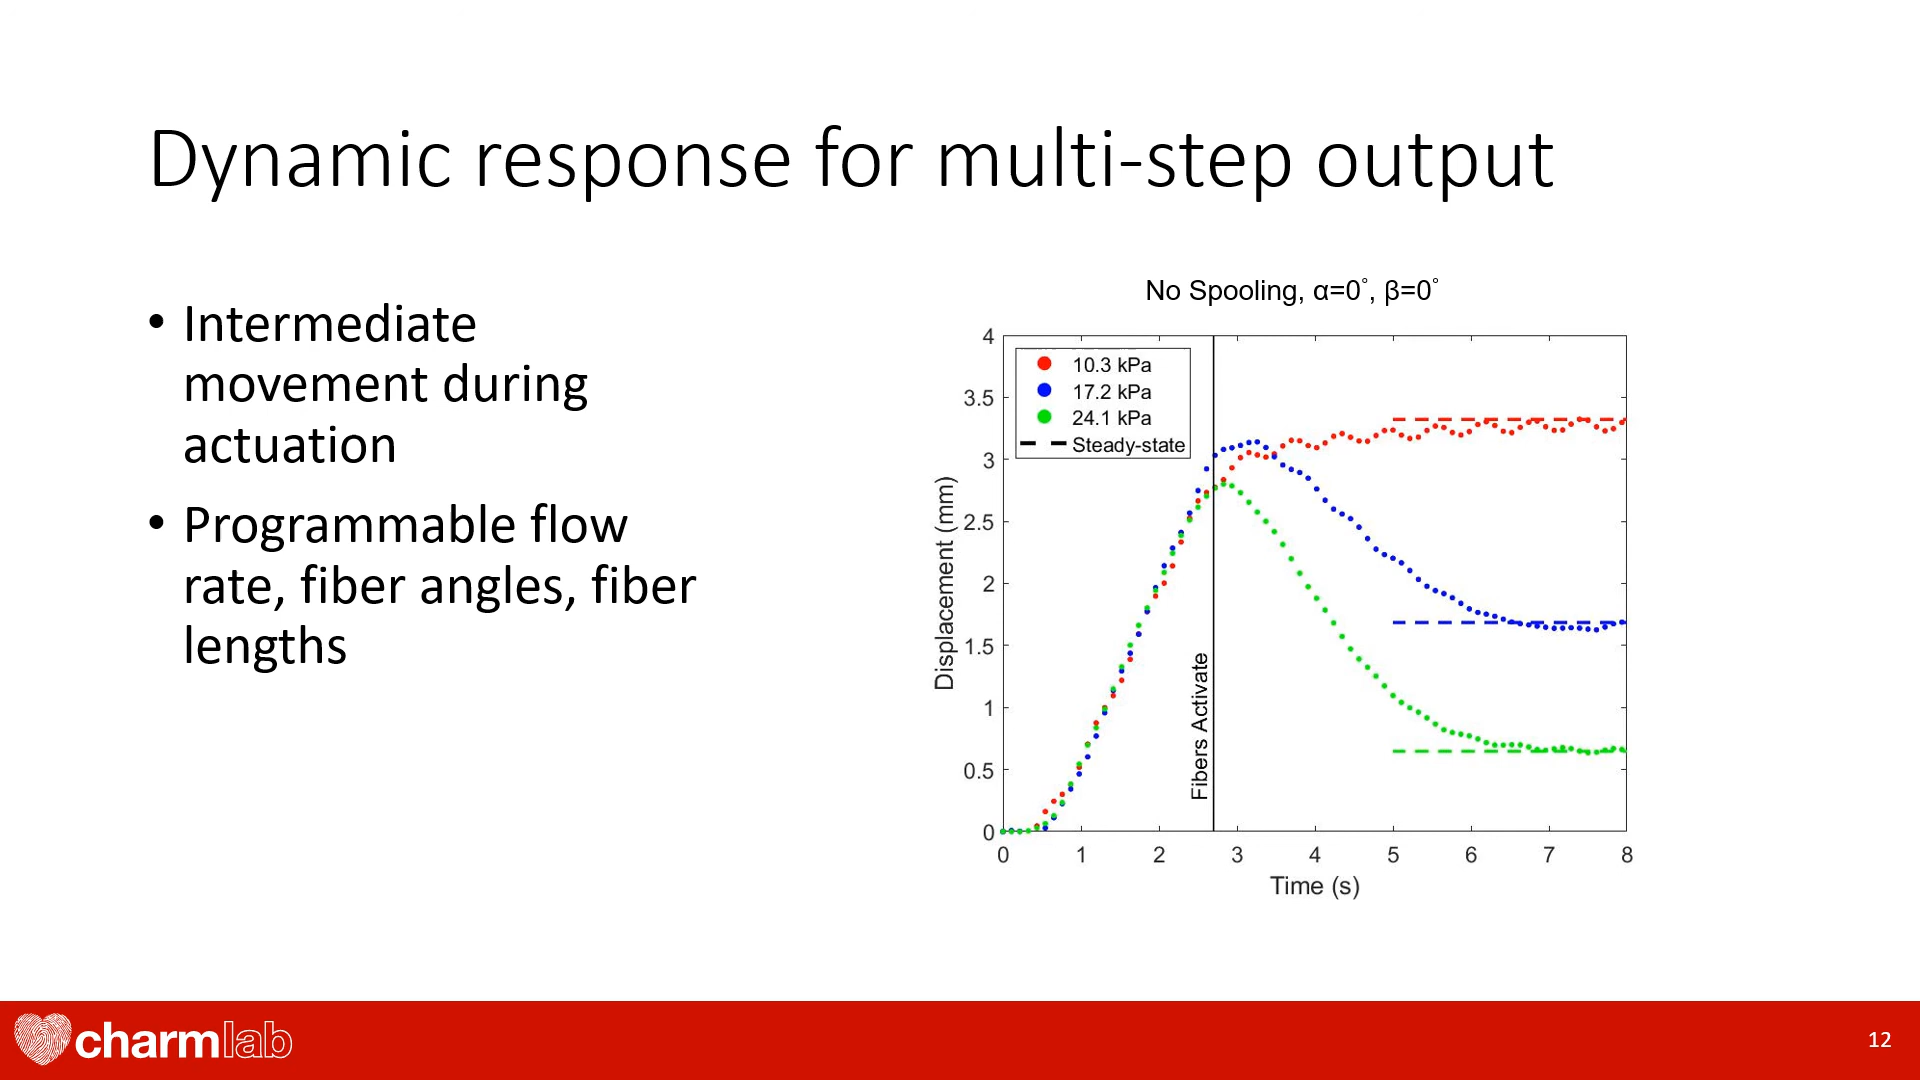 Dynamic response for multi-step output
• Intermediate
movement during
actuation
• Programmable flow
rate, fiber angles, fiber
lengths
No Spooling, α=0°, β=0°
4
3.5
3
2.5
2
1.5
1
0.5
0
Displacement (mm)
10.3 kPa
17.2 kPa
24.1 kPa
Steady-state
Fibers Activate
0 1 2 3 4 5 6 7 8
Time (s)
charmlab
12